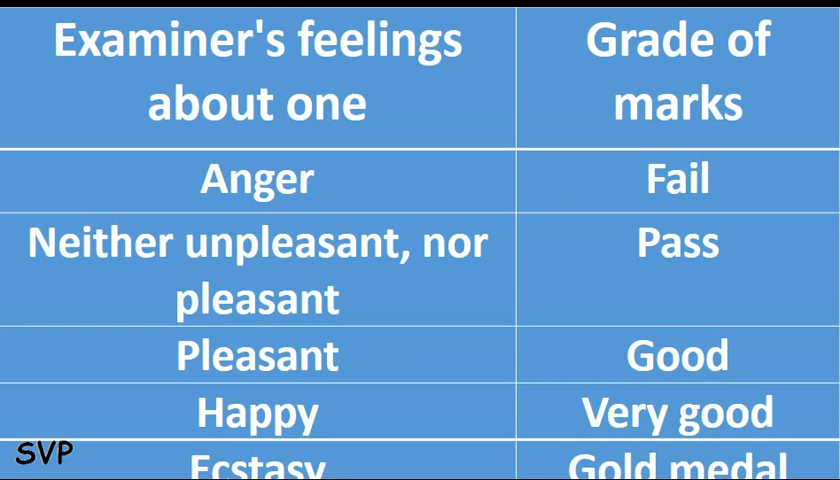 Examiner's feelings Grade of
about one marks
Anger Fail
Neither unpleasant, nor Pass
pleasant
Pleasant Good
Happy Very good
SVP
Ecstasy Gold medal